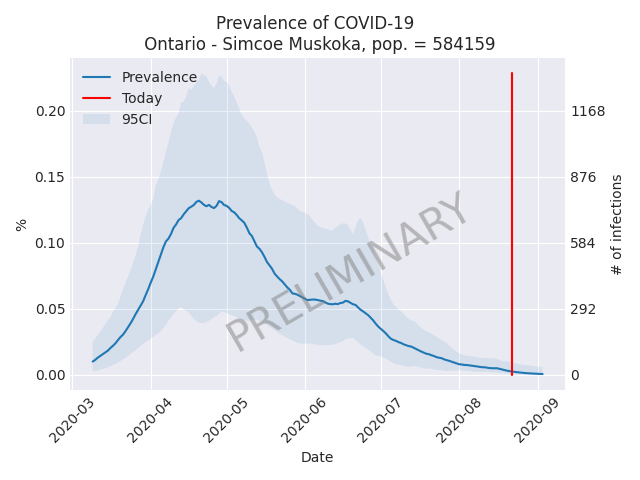 Prevalence of COVID-19
Ontario - Simcoe Muskoka, pop. = 584159
Prevalence
Today
95CI
0.20
0.15
0.10
0.05
0.00
%
1168
876
584
292
0
# of infections
PRELIMINARY
2020-03
2020-04
2020-05
2020-06
2020-07
2020-08
2020-09
Date